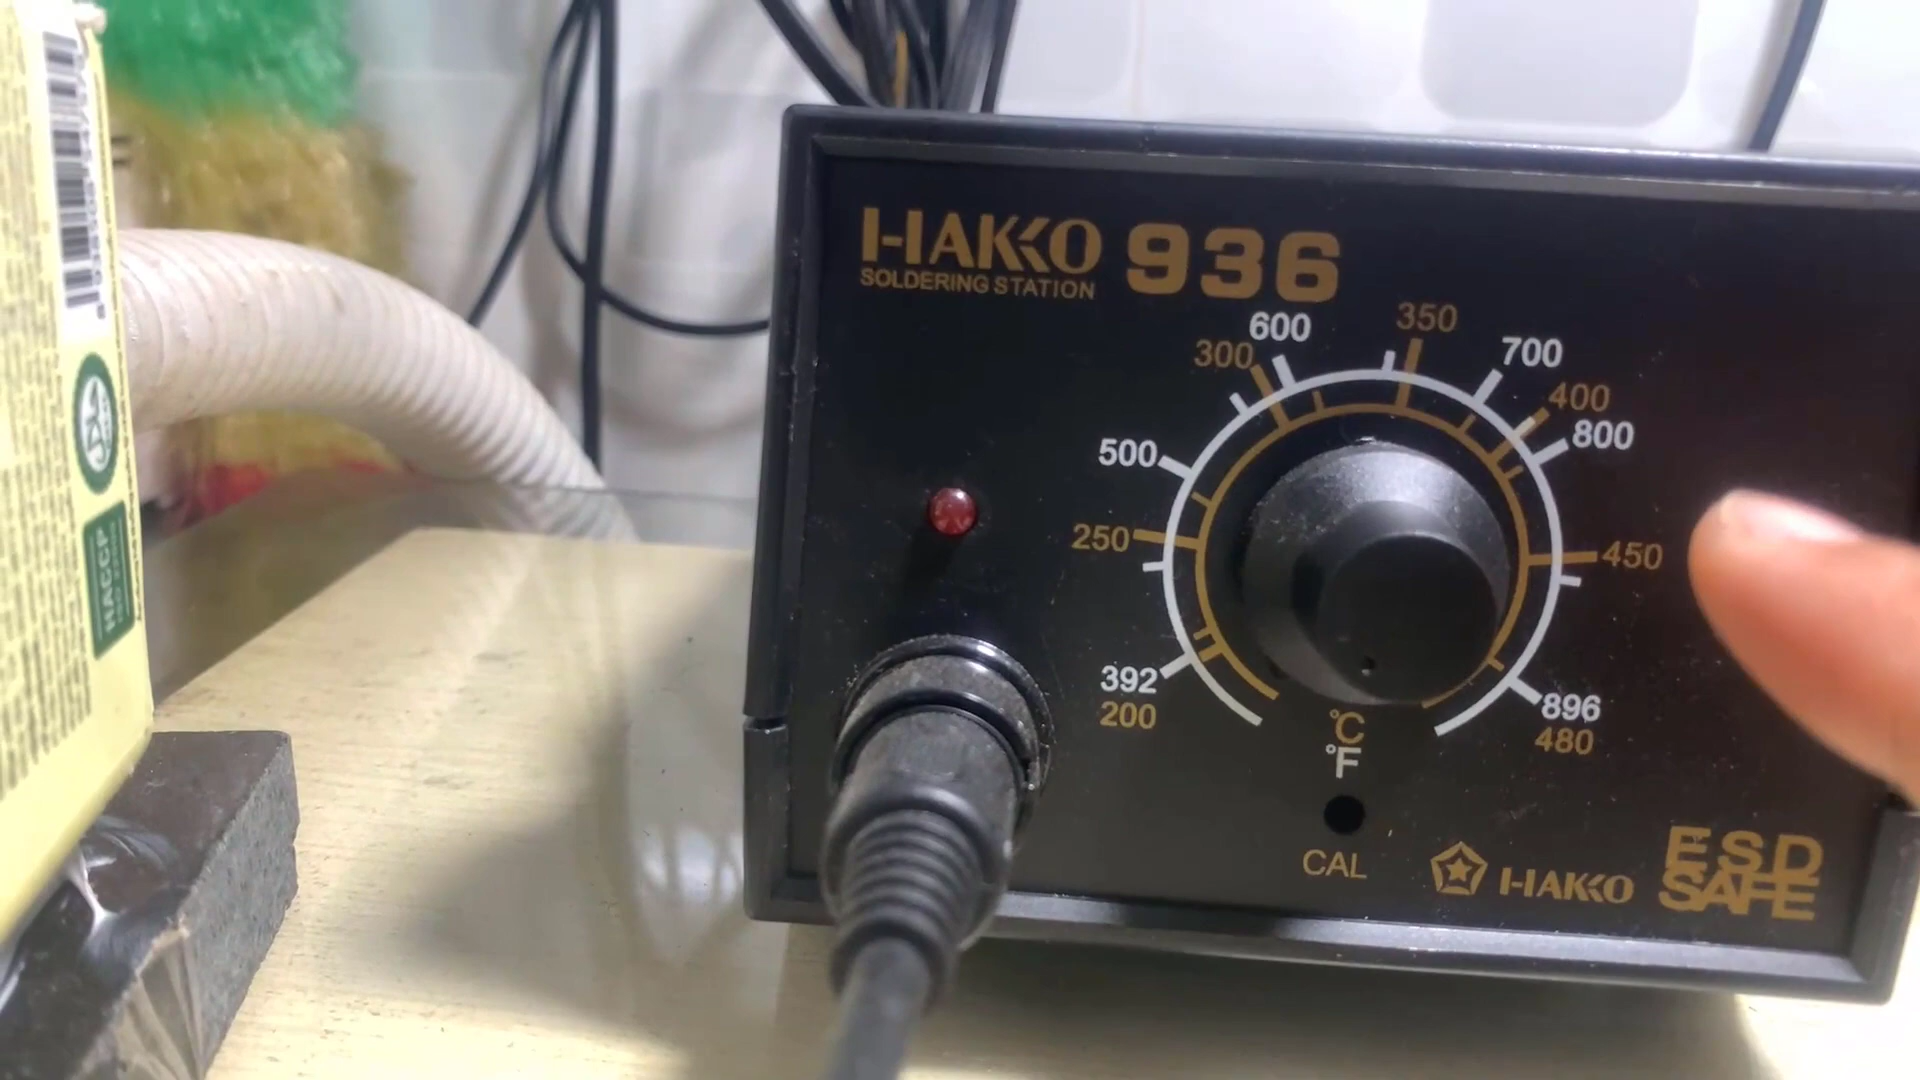 HAKKO 936
SOLDERING STATION
600
350
300
700
400
500
800
250
450
392
200
896
480
°C
°F
CAL
HAKKO
ESD
SAFE
HACCP